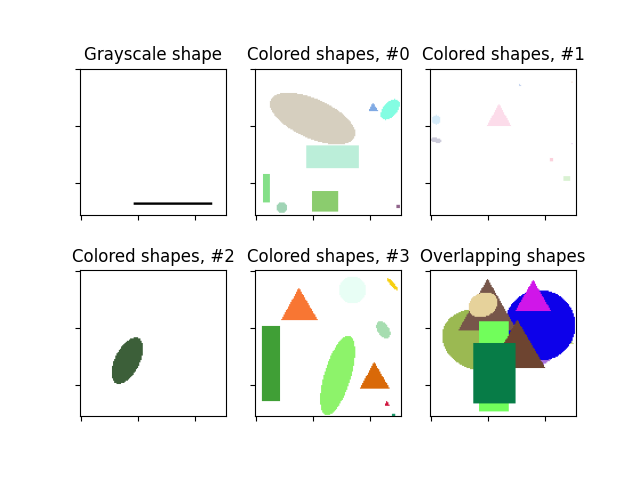 Grayscale shape
Colored shapes, #0
Colored shapes, #1
Colored shapes, #2
Colored shapes, #3
Overlapping shapes